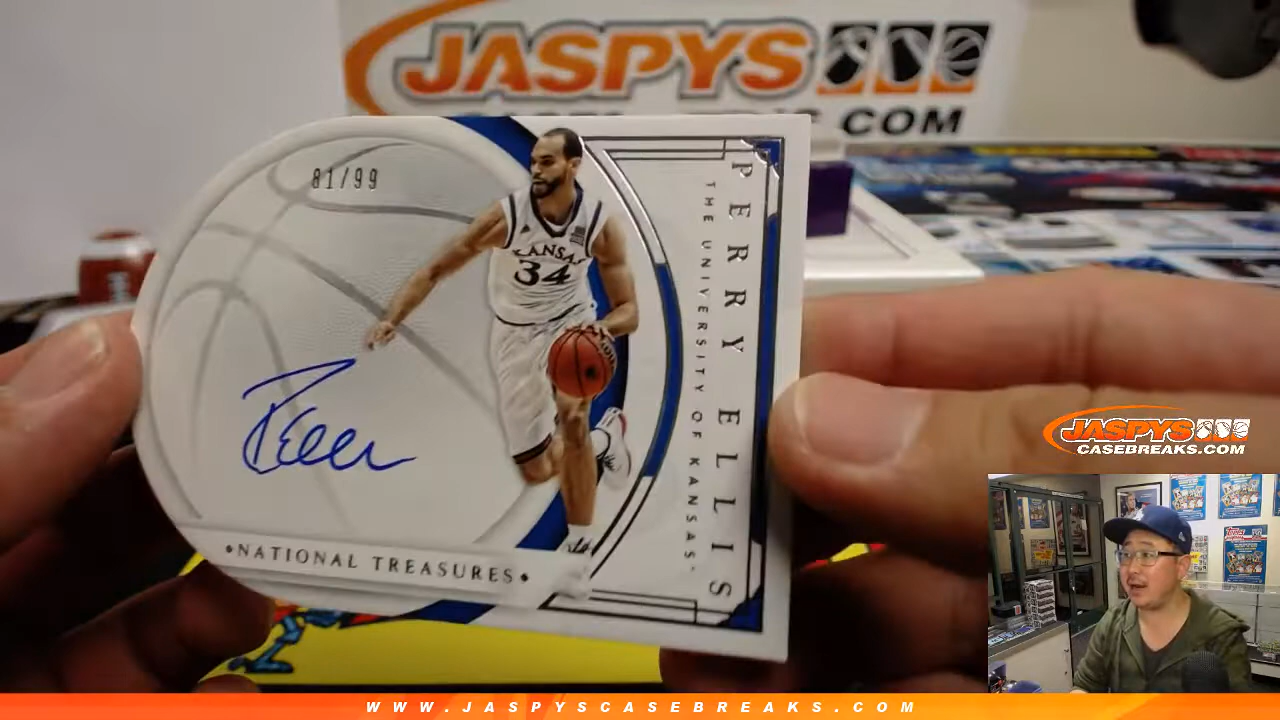 JASPYS
.COM
81/99
KANSAS
34
PERRY ELLIS
THE UNIVERSITY OF KANSAS
•NATIONAL TREASURES•
JASPYS
CASEBREAKS.COM
WWW.JASPYSCASEBREAKS.COM